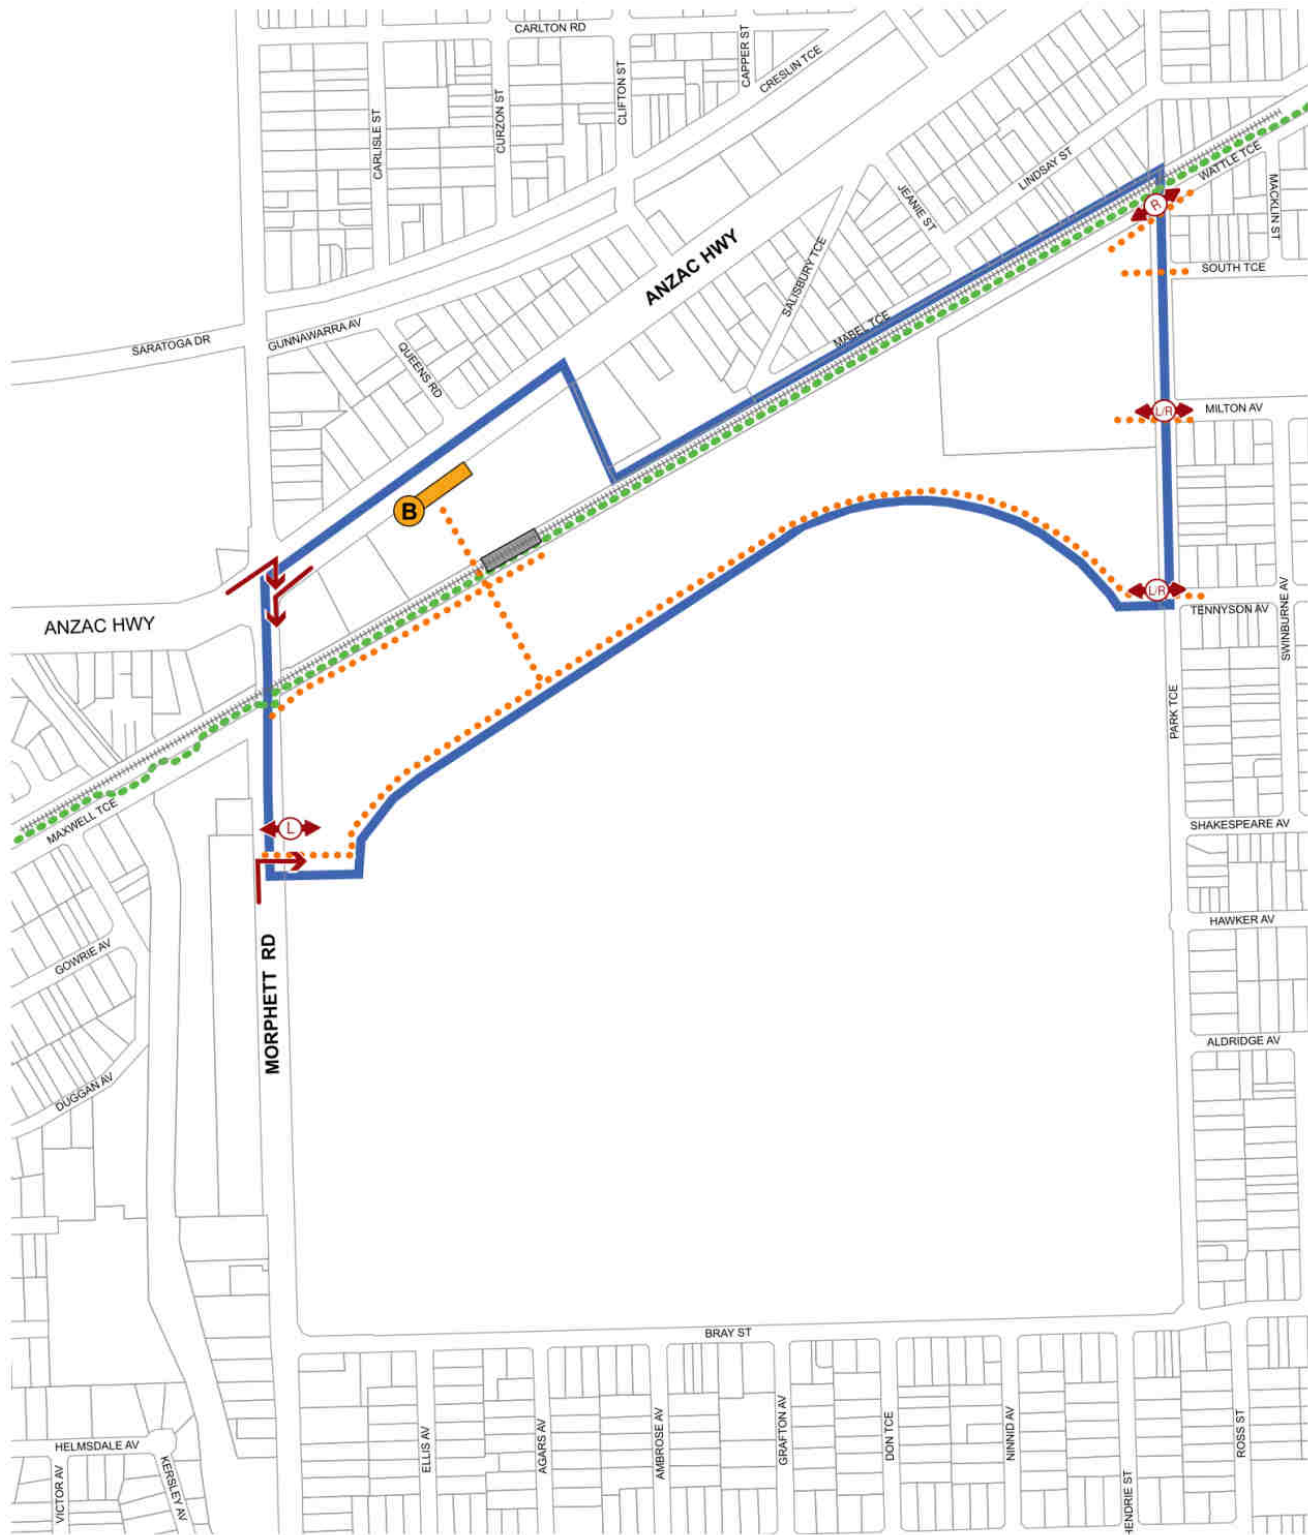 CARLTON RD
CAPPER ST
CRESLIN TCE
CLIFTON ST
CURZON ST
CARLISLE ST
LINDSAY ST
WATTLE TCE
MACKLIN ST
JEANIE ST
R
SOUTH TCE
ANZAC HWY
SALISBURY TCE
MABEL TCE
GUNNAWARRA AV
SARATOGA DR
QUEENS RD
L/R
MILTON AV
B
L/R
TENNYSON AV
SWINBURNE AV
ANZAC HWY
PARK TCE
MAXWELL TCE
L
SHAKESPEARE AV
HAWKER AV
GOWRIE AV
MORPHETT RD
ALDRIDGE AV
DUGGAN AV
BRAY ST
HELMSDALE AV
VICTOR AV
KERSLEY AV
ELLIS AV
AGARS AV
AMBROSE AV
GRAFTON AV
DON TCE
NINNID AV
HENDRIE ST
ROSS ST